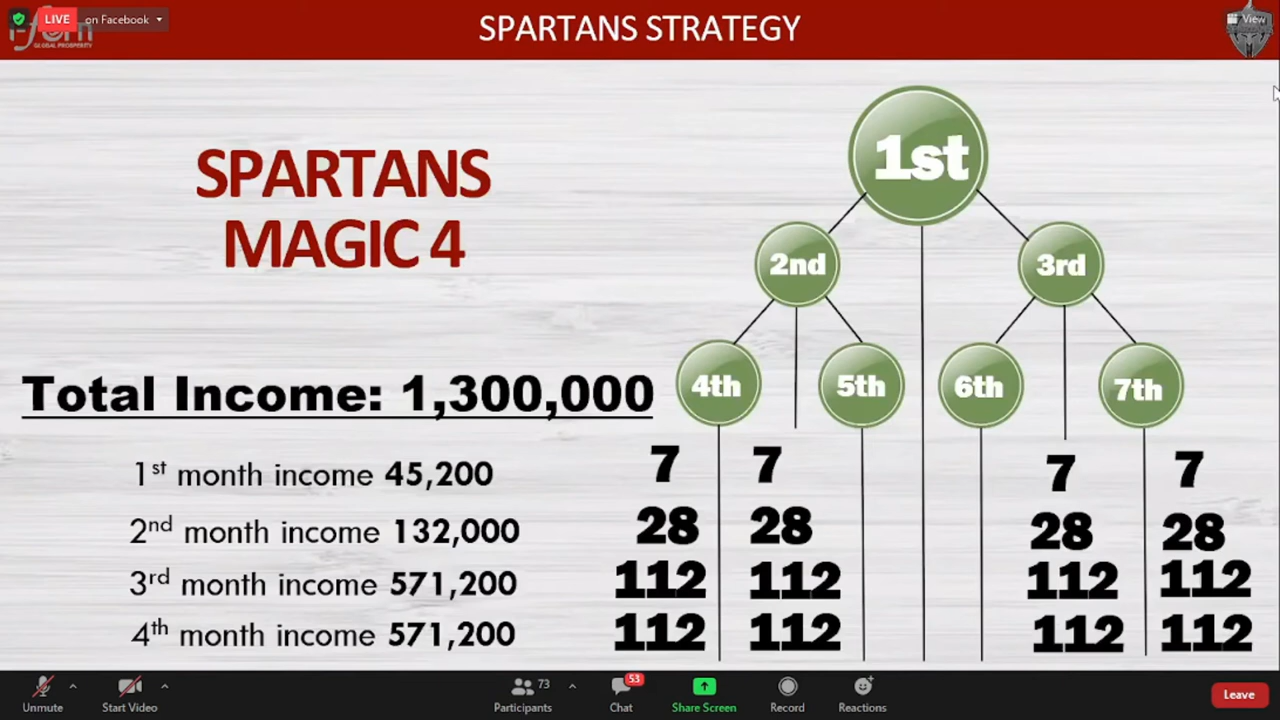 LIVE on Facebook
GLOBAL PROSPERITY
SPARTANS STRATEGY
View
SPARTANS
MAGIC 4
Total Income: 1,300,000
1st month income 45,200
2nd month income 132,000
3rd month income 571,200
4th month income 571,200
1st
2nd 3rd
4th 5th 6th 7th
7 7 7 7
28 28 28 28
112 112 112 112
112 112 112 112
Unmute
Start Video
73
Participants
53
Chat
Share Screen
Record
Reactions
Leave